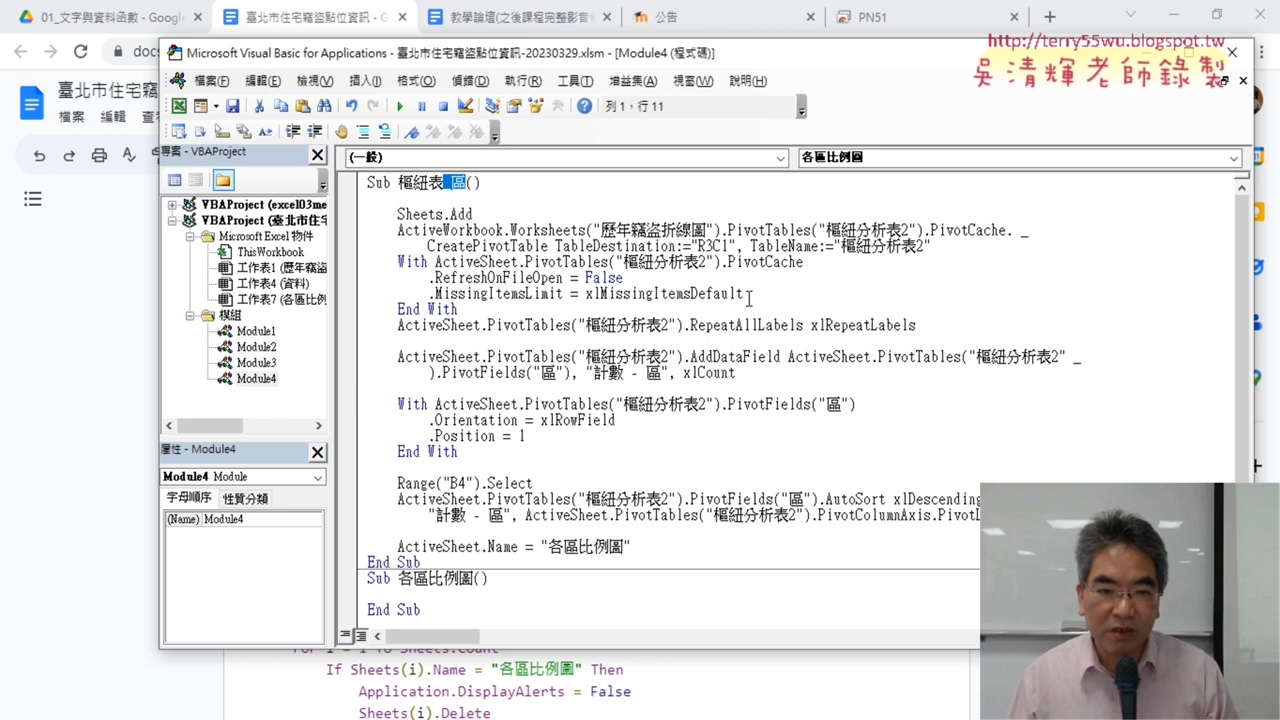 01_文字與資料函數 - Google
臺北市住宅竊盜點位資訊 - G
教學論壇(之後課程完整影音
公告
PN51
docs
http://terry55wu.blogspot.tw
吳清輝老師錄製
臺北市住宅竊
檔案 編輯
Microsoft Visual Basic for Applications - 臺北市住宅竊盜點位資訊-20230329.xlsm - [Module4 (程式碼)]
檔案(F) 編輯(E) 檢視(V) 插入(I) 格式(O) 偵錯(D) 執行(R) 工具(T) 增益集(A) 視窗(W) 說明(H)
列 1，行 11
專案 - VBAProject
(一般)
各區比例圖
VBAProject (excel03me
VBAProject (臺北市住宅
Microsoft Excel 物件
ThisWorkbook
工作表1 (歷年竊盜
工作表4 (資料)
工作表7 (各區比例
模組
Module1
Module2
Module3
Module4
屬性 - Module4
Module4 Module
字母順序 性質分類
(Name) Module4
Sub 樞紐表_區()
Sheets.Add
ActiveWorkbook.Worksheets("歷年竊盜折線圖").PivotTables("樞紐分析表2").PivotCache. _
CreatePivotTable TableDestination:="R3C1", TableName:="樞紐分析表2"
With ActiveSheet.PivotTables("樞紐分析表2").PivotCache
.RefreshOnFileOpen = False
.MissingItemsLimit = xlMissingItemsDefault
End With
ActiveSheet.PivotTables("樞紐分析表2").RepeatAllLabels xlRepeatLabels
ActiveSheet.PivotTables("樞紐分析表2").AddDataField ActiveSheet.PivotTables("樞紐分析表2" _
).PivotFields("區"), "計數 - 區", xlCount
With ActiveSheet.PivotTables("樞紐分析表2").PivotFields("區")
.Orientation = xlRowField
.Position = 1
End With
Range("B4").Select
ActiveSheet.PivotTables("樞紐分析表2").PivotFields("區").AutoSort xlDescending
"計數 - 區", ActiveSheet.PivotTables("樞紐分析表2").PivotColumnAxis.PivotL
ActiveSheet.Name = "各區比例圖"
End Sub
Sub 各區比例圖()
End Sub
For i = 1 To Sheets.Count
If Sheets(i).Name = "各區比例圖" Then
Application.DisplayAlerts = False
Sheets(i).Delete